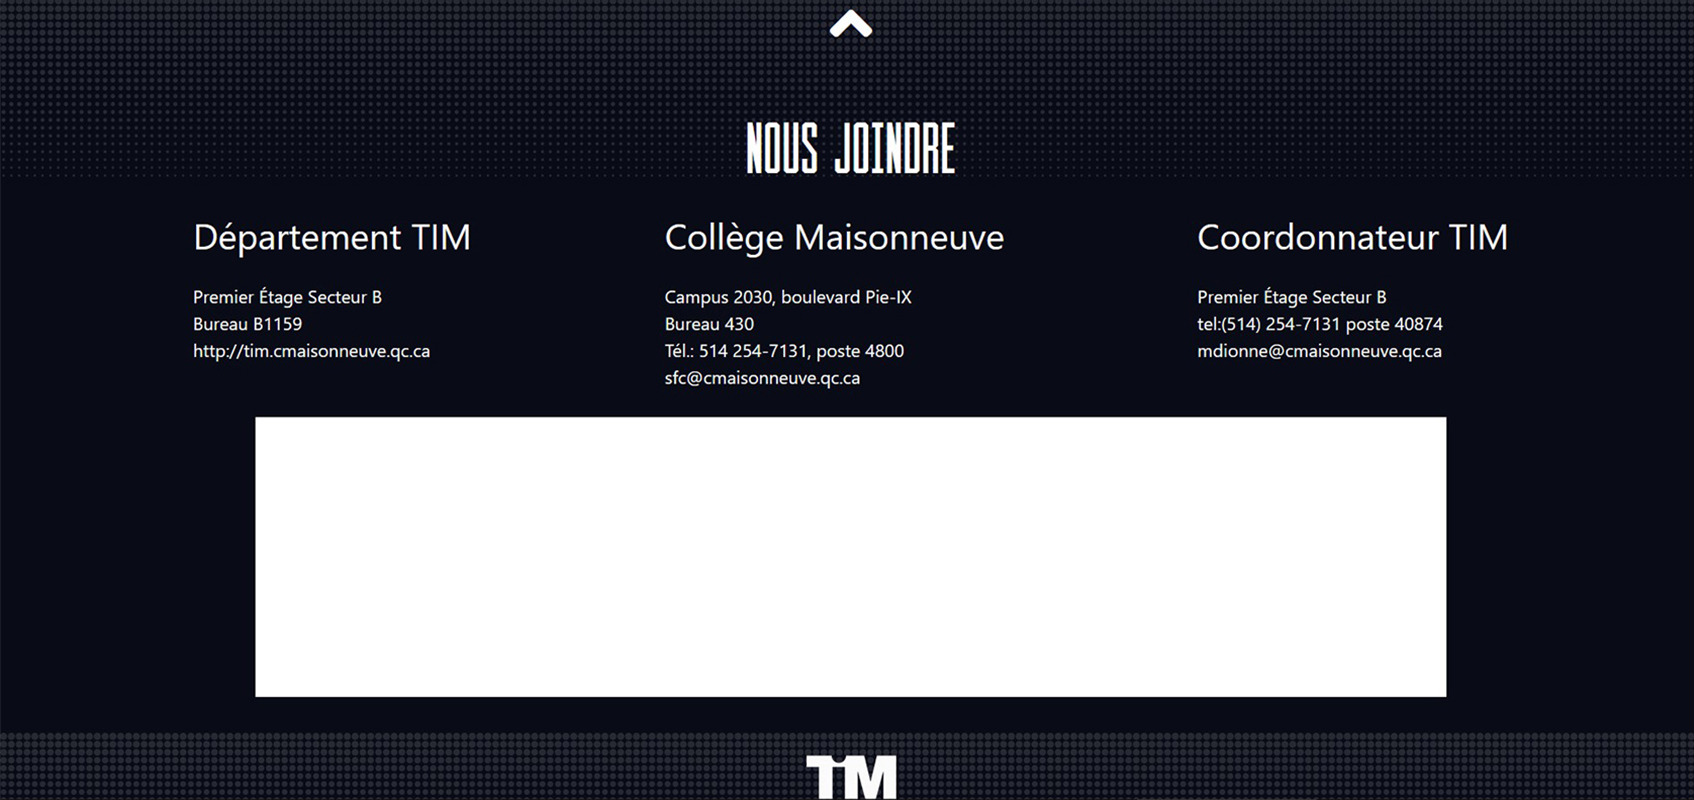 NOUS JOINDRE
Département TIM
Premier Étage Secteur B
Bureau B1159
http://tim.cmaisonneuve.qc.ca
Collège Maisonneuve
Campus 2030, boulevard Pie-IX
Bureau 430
Tél.: 514 254-7131, poste 4800
sfc@cmaisonneuve.qc.ca
Coordonnateur TIM
Premier Étage Secteur B
tel:(514) 254-7131 poste 40874
mdionne@cmaisonneuve.qc.ca
TiM